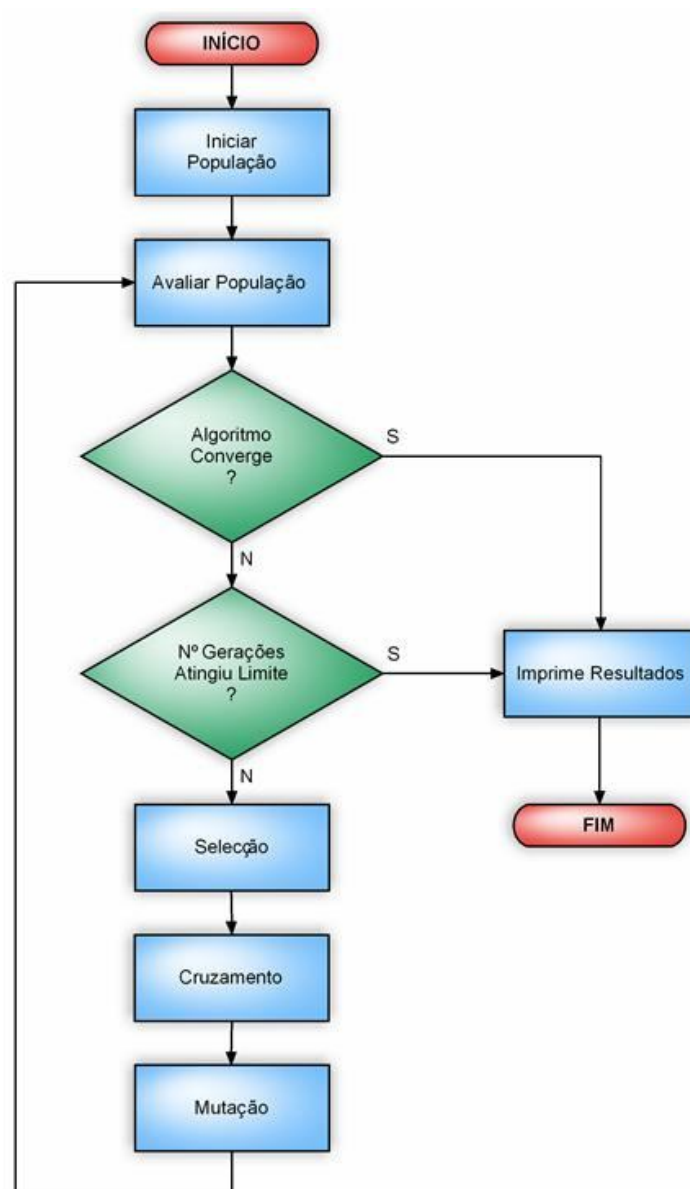 INÍCIO
Iniciar
População
Avaliar População
Algoritmo
Converge
?
S
N
Nº Gerações
Atingiu Limite
?
S
Imprime Resultados
N
Selecção
FIM
Cruzamento
Mutação